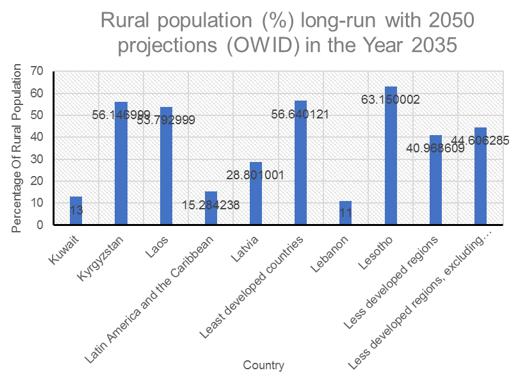 Rural population (%) long-run with 2050
projections (OWID) in the Year 2035
Percentage Of Rural Population
70
60
50
40
30
20
10
0
13
56.146999
53.792999
15.284238
28.801001
56.640121
11
63.150002
40.968609
44.606285
Kuwait
Kyrgyzstan
Laos
Latin America and the Caribbean
Latvia
Least developed countries
Lebanon
Lesotho
Less developed regions
Less developed regions, excluding…
Country